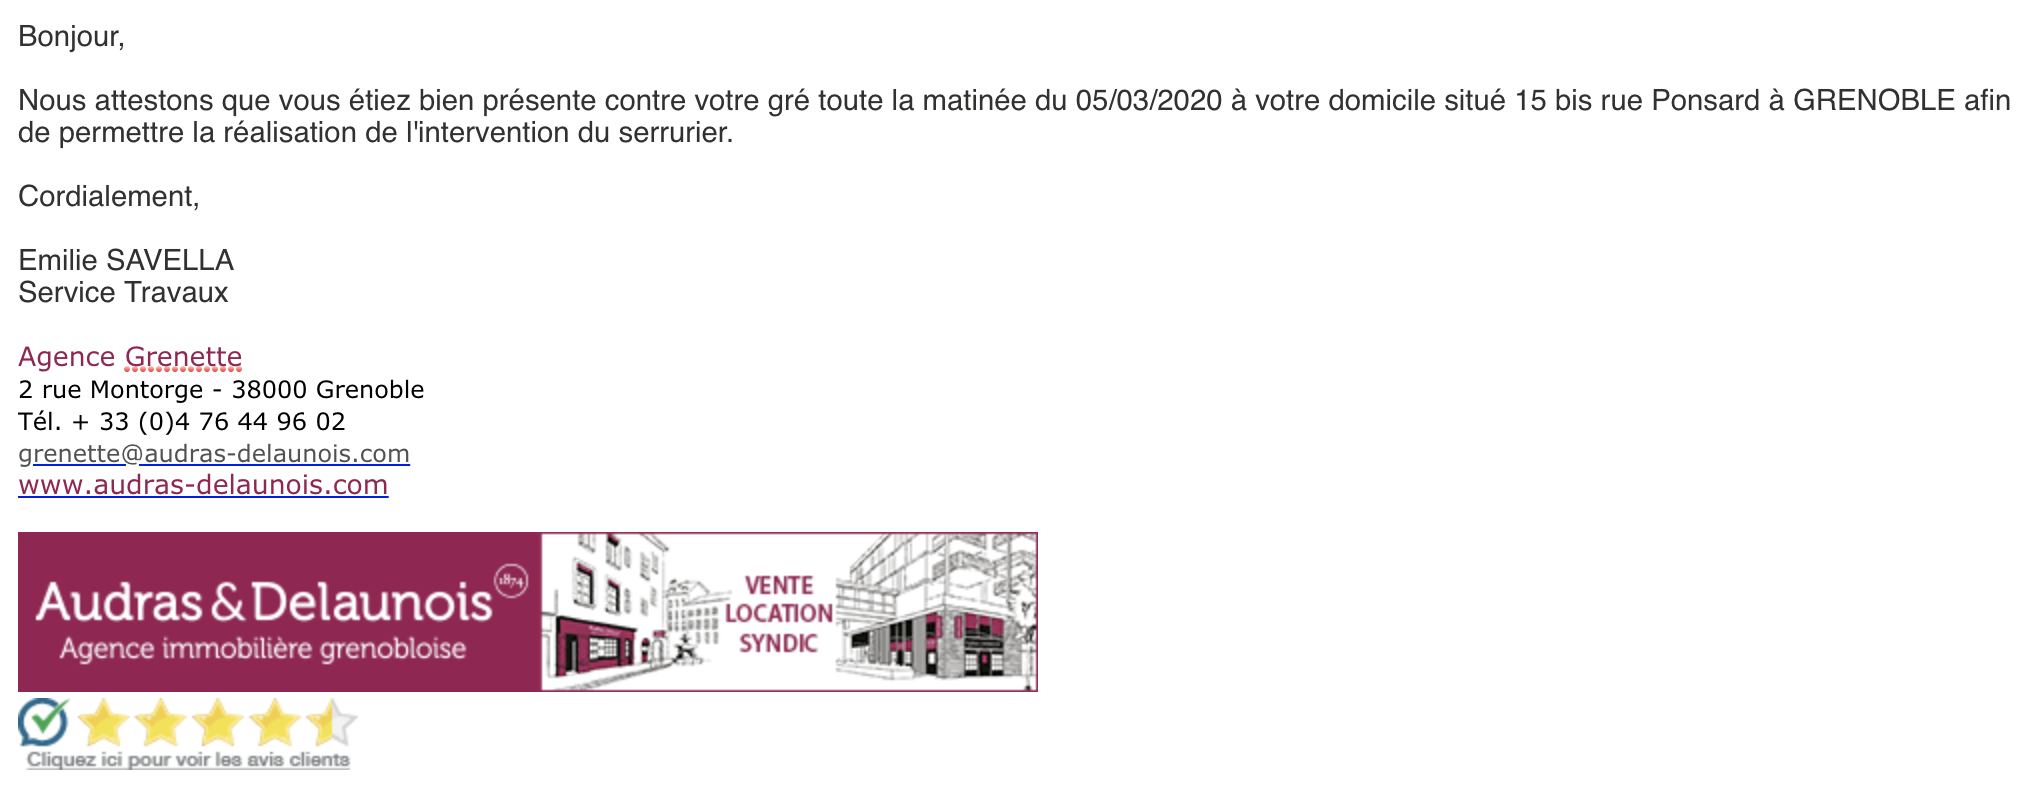 Bonjour,
Nous attestons que vous étiez bien présente contre votre gré toute la matinée du 05/03/2020 à votre domicile situé 15 bis rue Ponsard à GRENOBLE afin
de permettre la réalisation de l'intervention du serrurier.
Cordialement,
Emilie SAVELLA
Service Travaux
Agence Grenette
2 rue Montorge - 38000 Grenoble
Tél. + 33 (0)4 76 44 96 02
grenette@audras-delaunois.com
www.audras-delaunois.com
Audras & Delaunois 1874
Agence immobilière grenobloise
VENTE
LOCATION
SYNDIC
Cliquez ici pour voir les avis clients